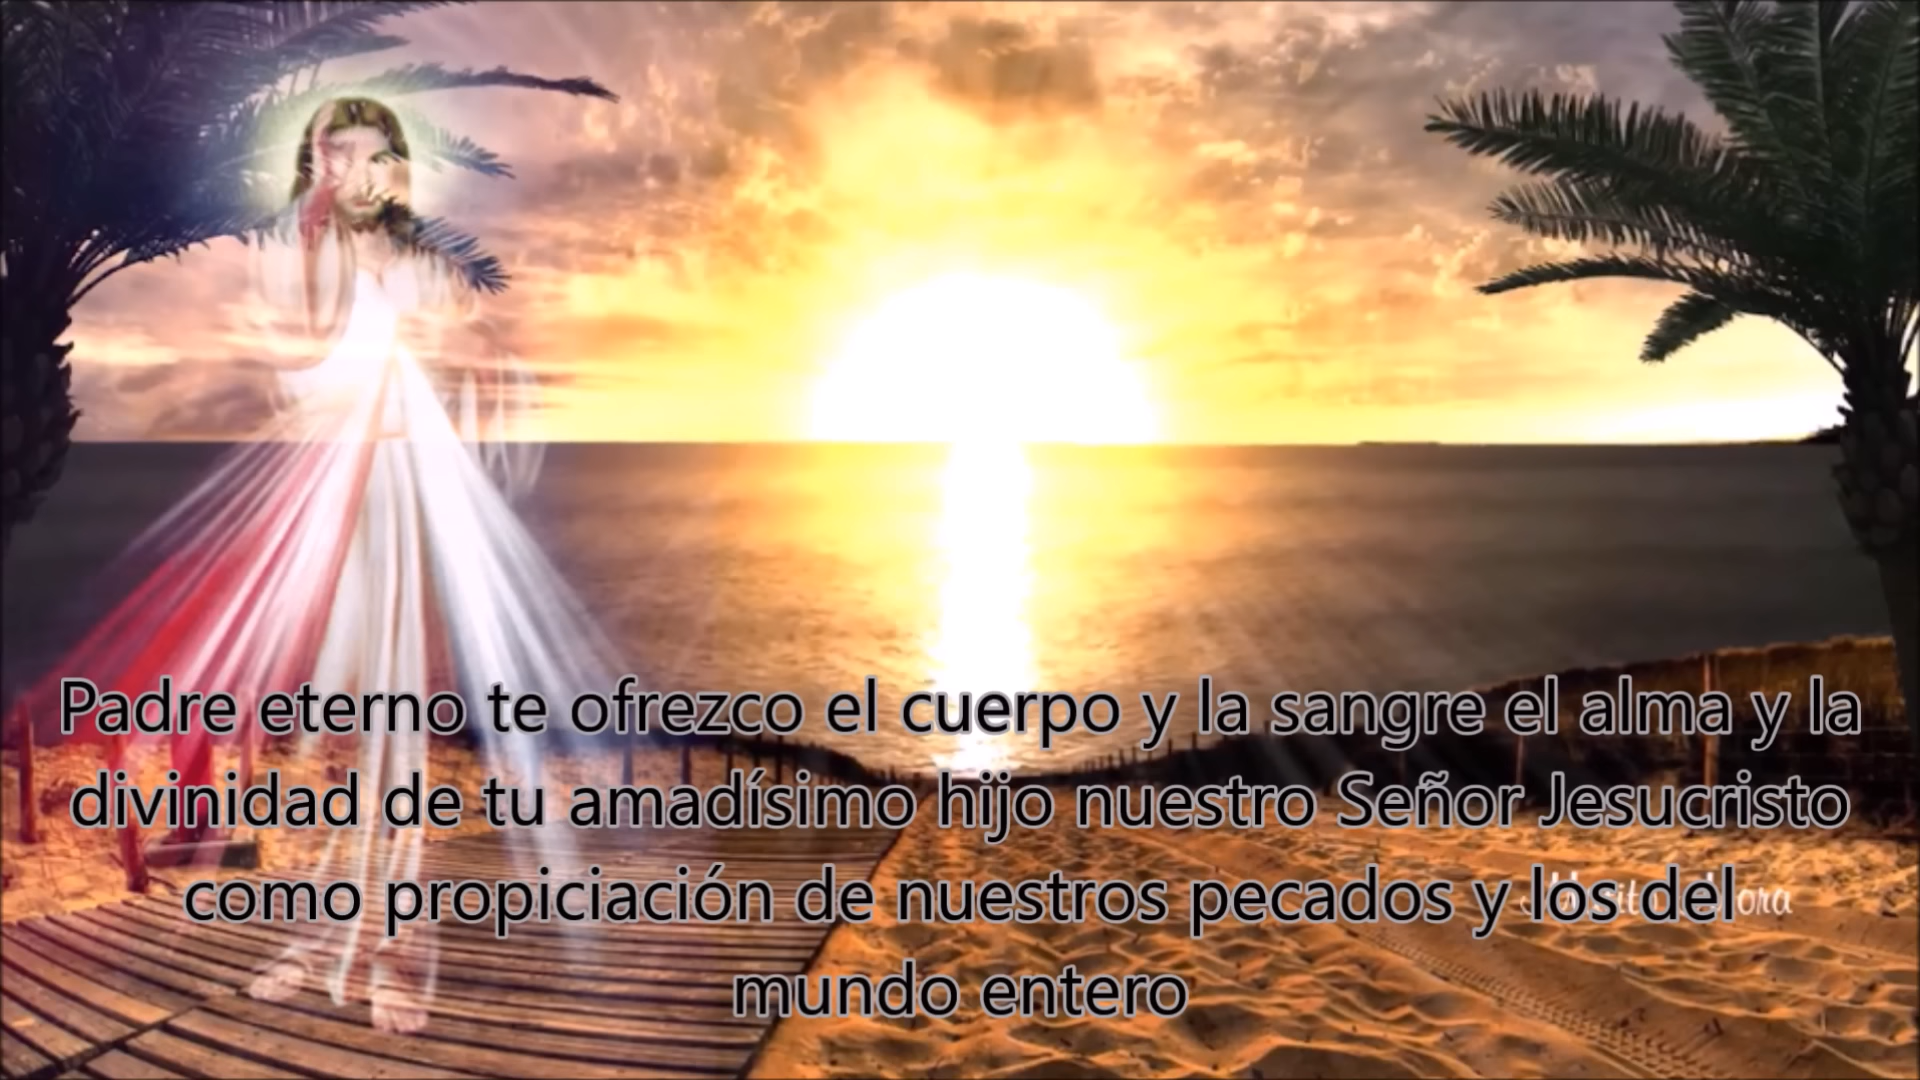 Padre eterno te ofrezco el cuerpo y la sangre el alma y la
divinidad de tu amadísimo hijo nuestro Señor Jesucristo
como propiciación de nuestros pecados y los del
mundo entero